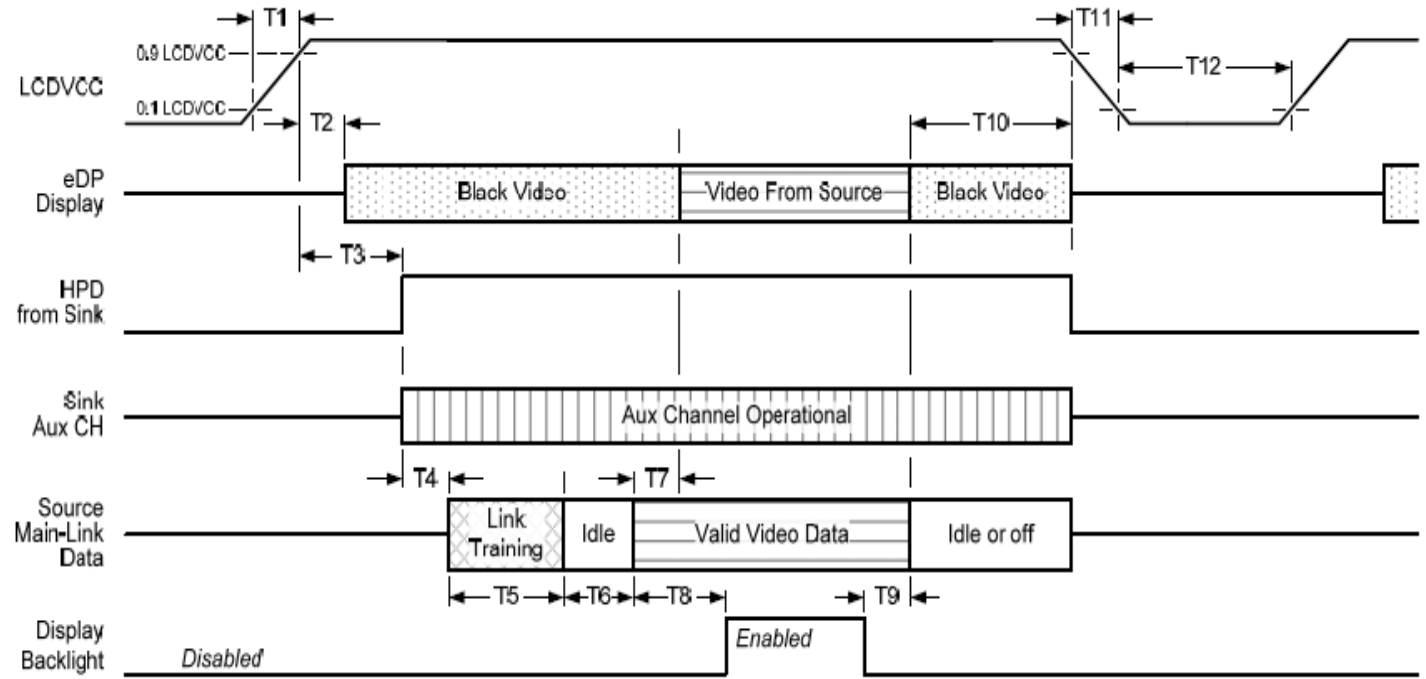 T1
T11
0.9 LCDVCC
T12
LCDVCC
0.1 LCDVCC
T2
T10
eDP
Display
Black Video
Video From Source
Black Video
T3
HPD
from Sink
Sink
Aux CH
Aux Channel Operational
T4
T7
Source
Main-Link
Data
Link
Training
Idle
Valid Video Data
Idle or off
T5
T6
T8
T9
Display
Backlight
Disabled
Enabled